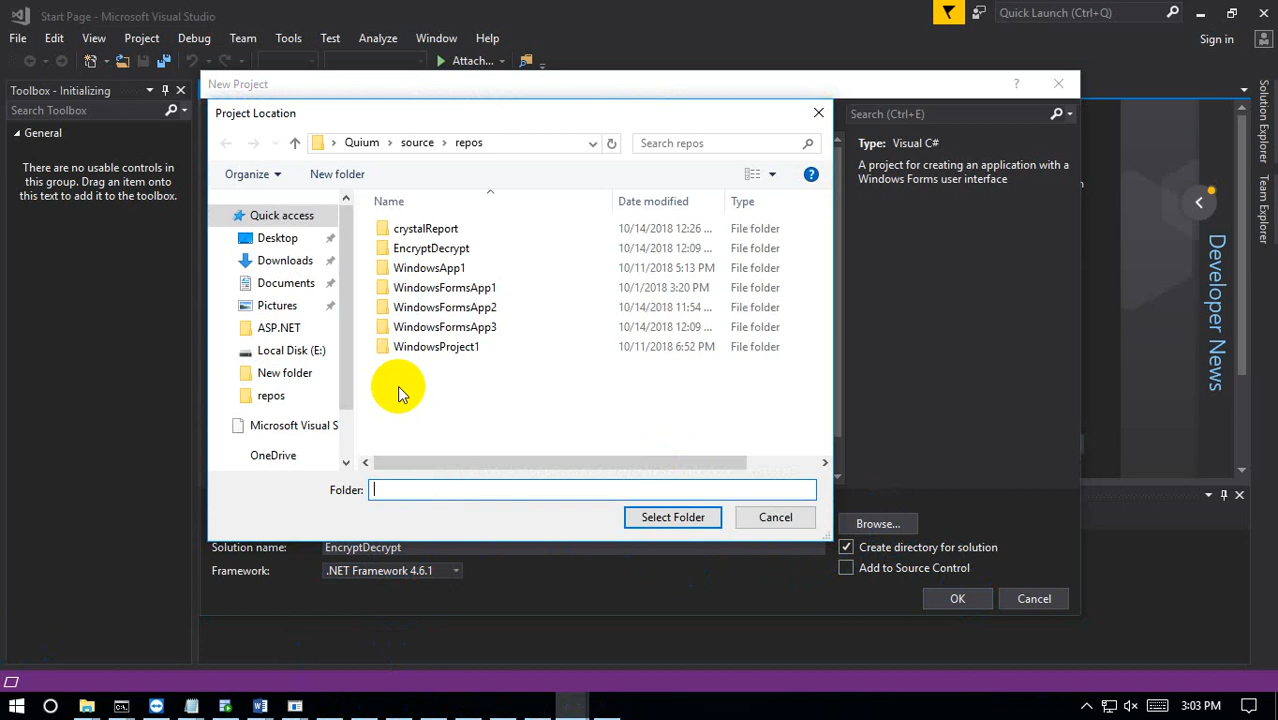 Start Page - Microsoft Visual Studio
Quick Launch (Ctrl+Q)
File Edit View Project Debug Team Tools Test Analyze Window Help
Sign in
Attach...
Toolbox - Initializing
Search Toolbox
General
There are no usable controls in
this group. Drag an item onto
this text to add it to the toolbox.
New Project
?
Search (Ctrl+E)
Type: Visual C#
A project for creating an application with a
Windows Forms user interface
Project Location
Quium > source > repos
Search repos
Organize
New folder
?
Name Date modified Type
Quick access
Desktop
Downloads
Documents
Pictures
ASP.NET
Local Disk (E:)
New folder
repos
Microsoft Visual S
OneDrive
crystalReport 10/14/2018 12:26 ... File folder
EncryptDecrypt 10/14/2018 12:09 ... File folder
WindowsApp1 10/11/2018 5:13 PM File folder
WindowsFormsApp1 10/1/2018 3:20 PM File folder
WindowsFormsApp2 10/14/2018 11:54 ... File folder
WindowsFormsApp3 10/14/2018 12:09 ... File folder
WindowsProject1 10/11/2018 6:52 PM File folder
Folder:
Select Folder
Cancel
Browse...
Solution name: EncryptDecrypt
Create directory for solution
Framework: .NET Framework 4.6.1
Add to Source Control
OK
Cancel
Developer News
Solution Explorer
Team Explorer
3:03 PM